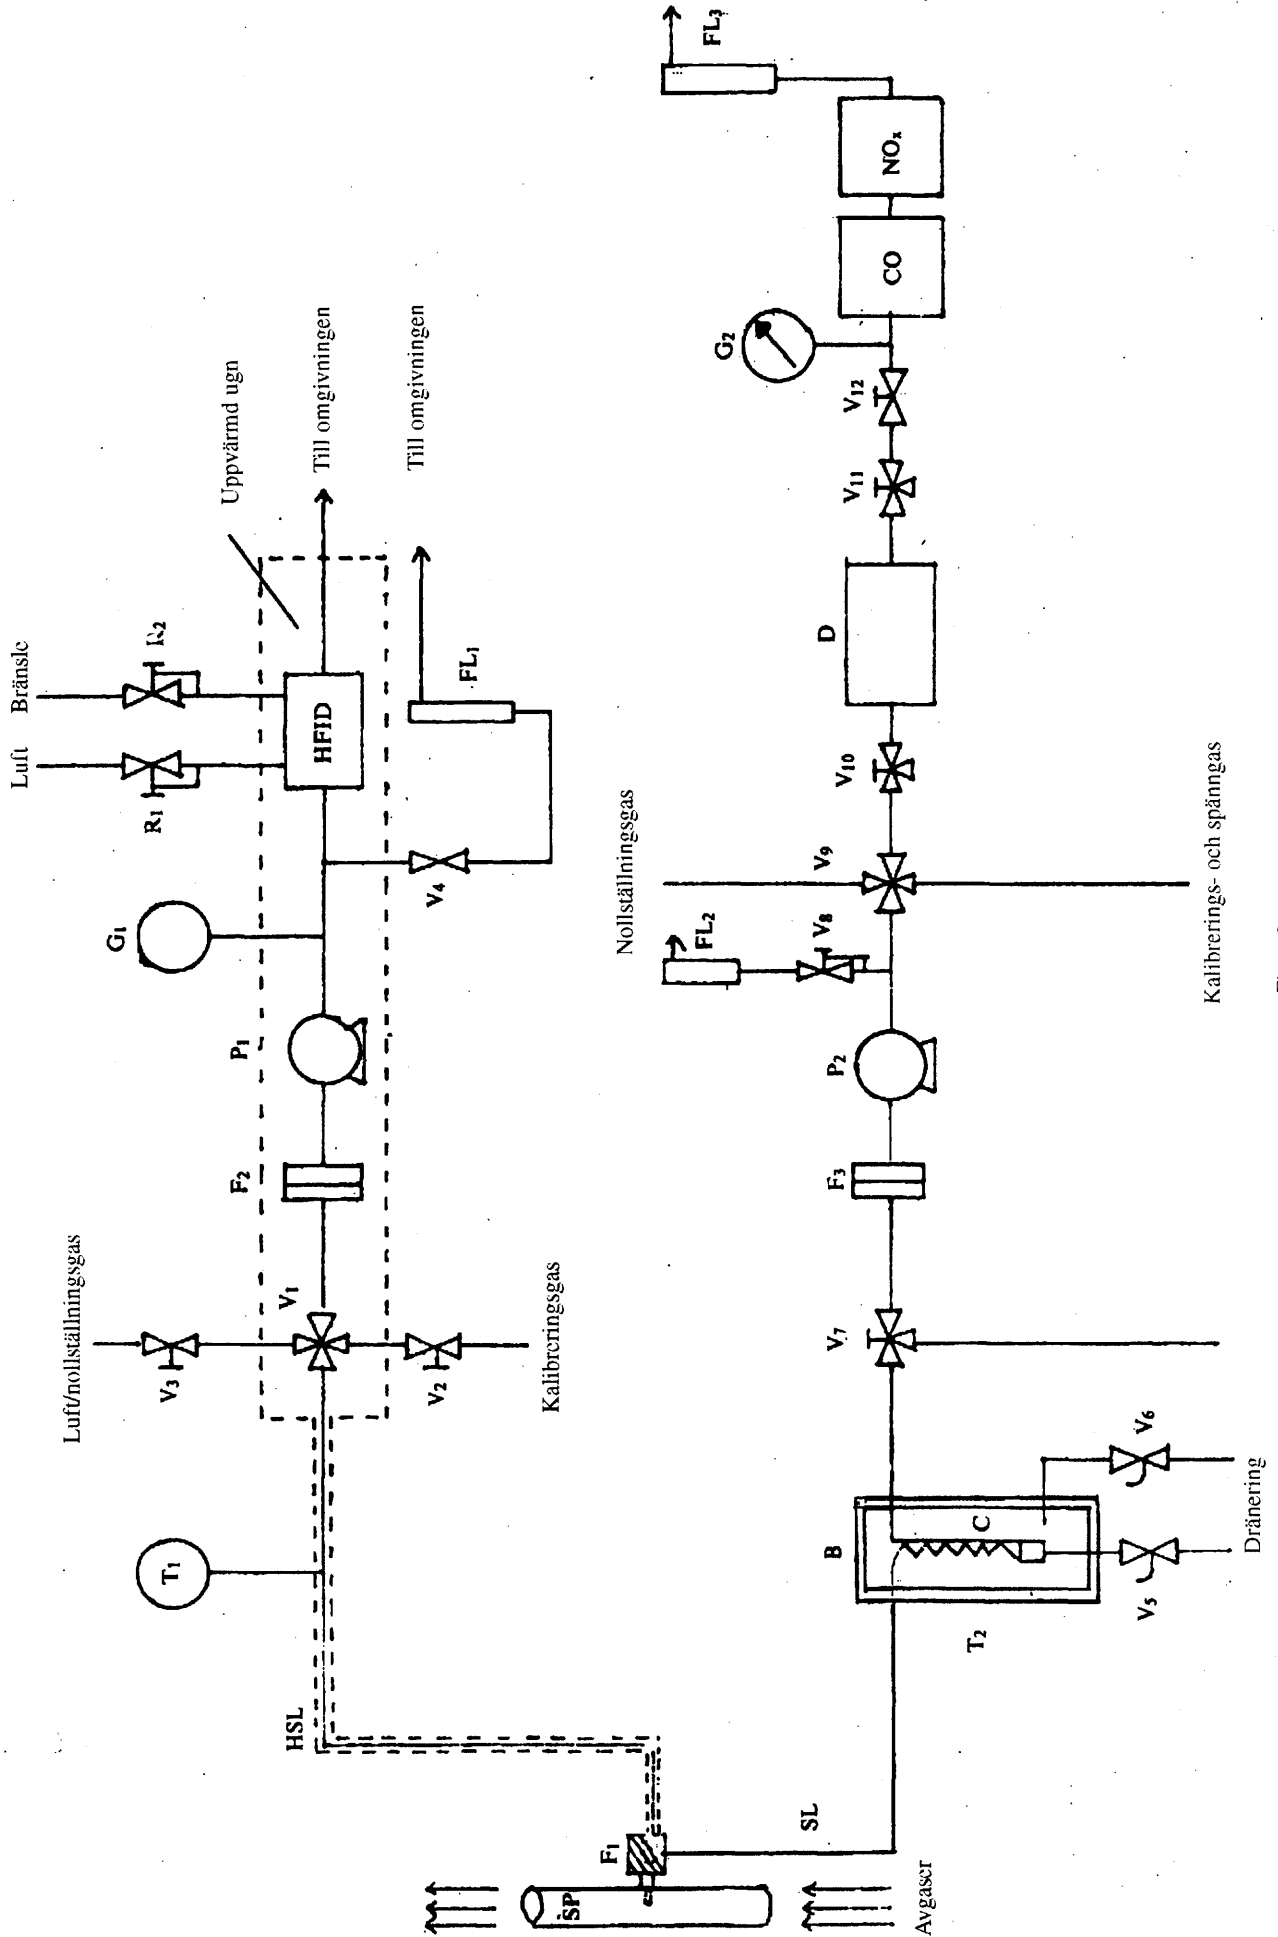 Bränsle
Luft
R₂
R₁
Uppvärmd ugn
Till omgivningen
Till omgivningen
HFID
FL₁
V₄
G₁
P₁
F₂
V₁
Luft/nollställningsgas
V₃
V₂
Kalibreringsgas
T₁
HSL
F₁
SP
SL
Avgaser
FL₃
NOₓ
CO
G₂
V₁₂
V₁₁
D
V₁₀
V₉
Nollställningsgas
Kalibrerings- och spänngas
FL₂
V₈
P₂
F₃
V₇
V₆
V₅
Dränering
B
C
T₂